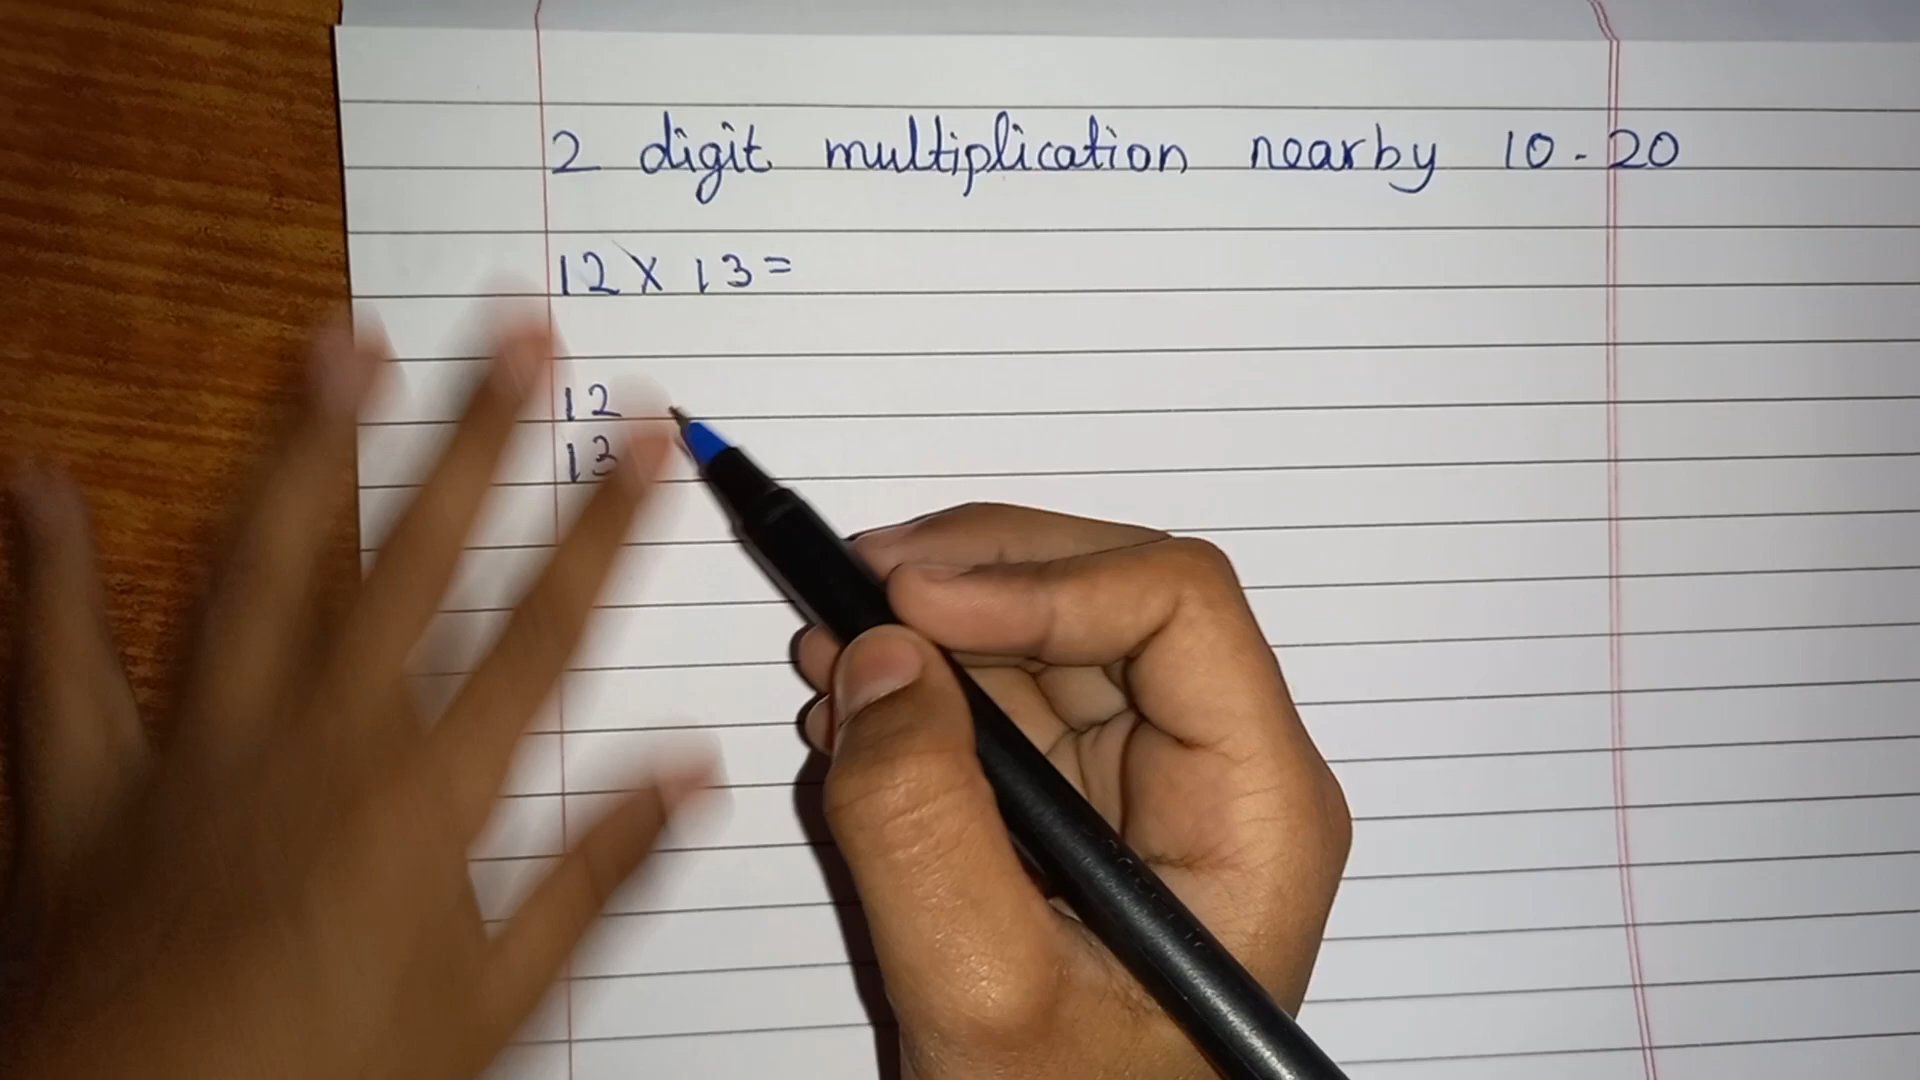 2 digit multiplication nearby 10-20
12 X 13 =
12
13